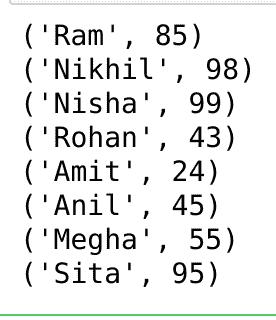 ('Ram', 85)
('Nikhil', 98)
('Nisha', 99)
('Rohan', 43)
('Amit', 24)
('Anil', 45)
('Megha', 55)
('Sita', 95)